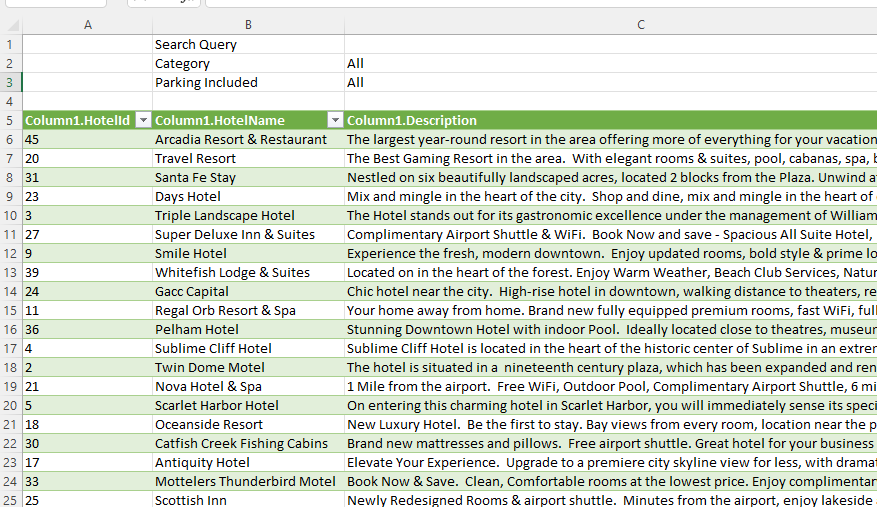 A B C
1 Search Query
2 Category All
3 Parking Included All
4
5 Column1.HotelId Column1.HotelName Column1.Description
6 45 Arcadia Resort & Restaurant The largest year-round resort in the area offering more of everything for your vacation
7 20 Travel Resort The Best Gaming Resort in the area.  With elegant rooms & suites, pool, cabanas, spa,
8 31 Santa Fe Stay Nestled on six beautifully landscaped acres, located 2 blocks from the Plaza. Unwind
9 23 Days Hotel Mix and mingle in the heart of the city.  Shop and dine, mix and mingle in the heart of
10 3 Triple Landscape Hotel The Hotel stands out for its gastronomic excellence under the management of William
11 27 Super Deluxe Inn & Suites Complimentary Airport Shuttle & WiFi.  Book Now and save - Spacious All Suite Hotel,
12 9 Smile Hotel Experience the fresh, modern downtown.  Enjoy updated rooms, bold style & prime lo
13 39 Whitefish Lodge & Suites Located on in the heart of the forest. Enjoy Warm Weather, Beach Club Services, Natur
14 24 Gacc Capital Chic hotel near the city.  High-rise hotel in downtown, walking distance to theaters, re
15 11 Regal Orb Resort & Spa Your home away from home. Brand new fully equipped premium rooms, fast WiFi, full
16 36 Pelham Hotel Stunning Downtown Hotel with indoor Pool.  Ideally located close to theatres, museum
17 4 Sublime Cliff Hotel Sublime Cliff Hotel is located in the heart of the historic center of Sublime in an extrem
18 2 Twin Dome Motel The hotel is situated in a  nineteenth century plaza, which has been expanded and ren
19 21 Nova Hotel & Spa 1 Mile from the airport.  Free WiFi, Outdoor Pool, Complimentary Airport Shuttle, 6 mi
20 5 Scarlet Harbor Hotel On entering this charming hotel in Scarlet Harbor, you will immediately sense its speci
21 18 Oceanside Resort New Luxury Hotel.  Be the first to stay. Bay views from every room, location near the p
22 30 Catfish Creek Fishing Cabins Brand new mattresses and pillows.  Free airport shuttle. Great hotel for your business
23 17 Antiquity Hotel Elevate Your Experience.  Upgrade to a premiere city skyline view for less, with dramat
24 33 Mottelers Thunderbird Motel Book Now & Save.  Clean, Comfortable rooms at the lowest price. Enjoy complimentar
25 25 Scottish Inn Newly Redesigned Rooms & airport shuttle.  Minutes from the airport, enjoy lakeside